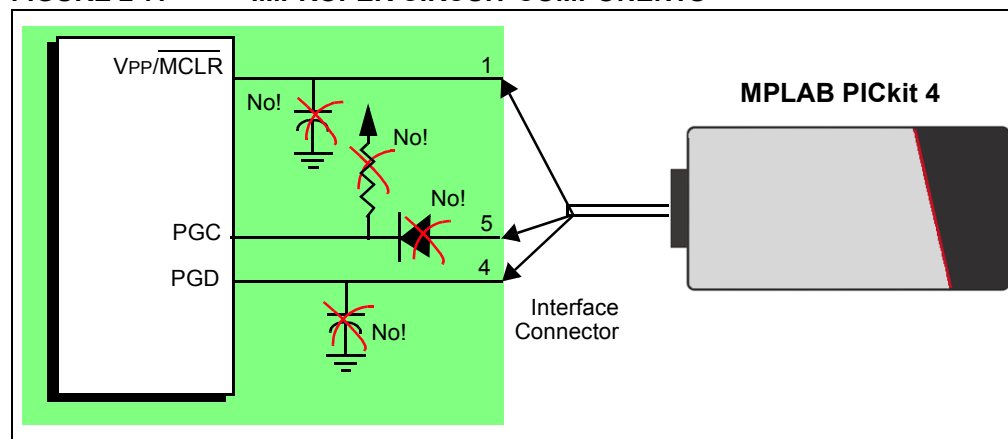 VPP/MCLR
1
No!
No!
MPLAB PICkit 4
No!
PGC
5
PGD
4
No!
Interface
Connector